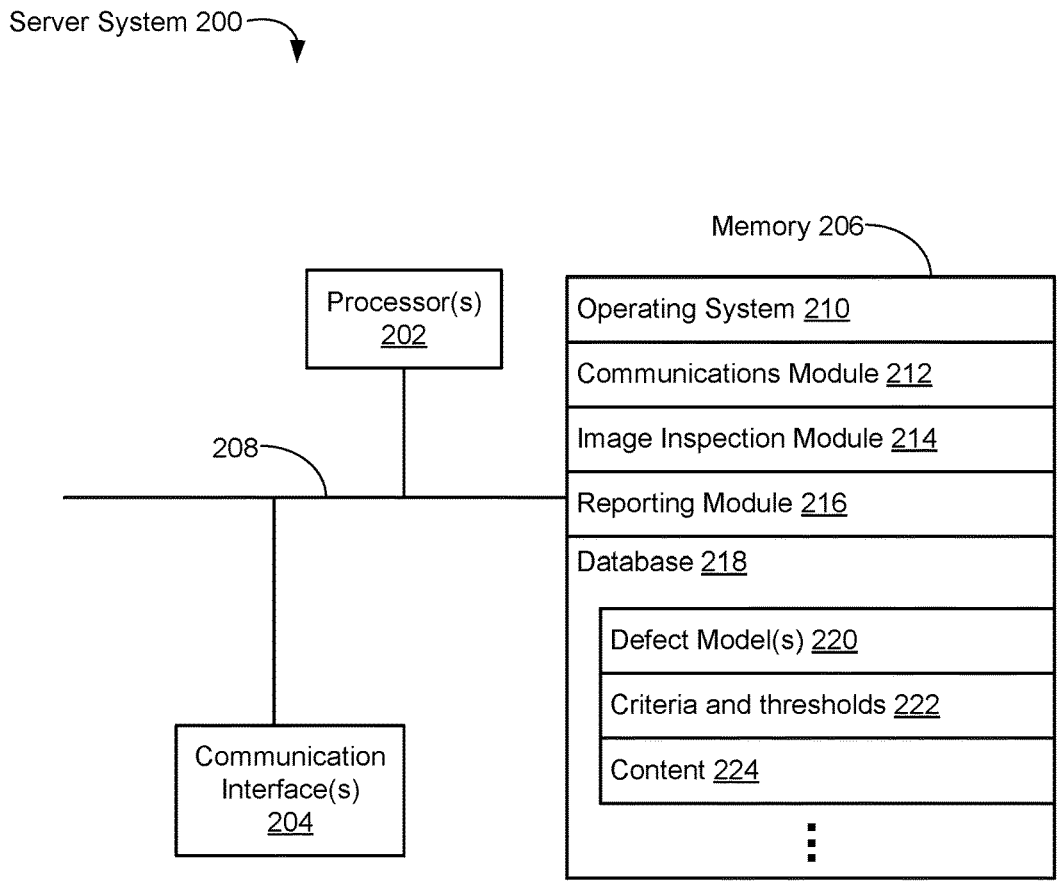 Server System 200
Memory 206
Processor(s)
202
Operating System 210
Communications Module 212
Image Inspection Module 214
208
Reporting Module 216
Database 218
Defect Model(s) 220
Criteria and thresholds 222
Communication
Interface(s)
204
Content 224